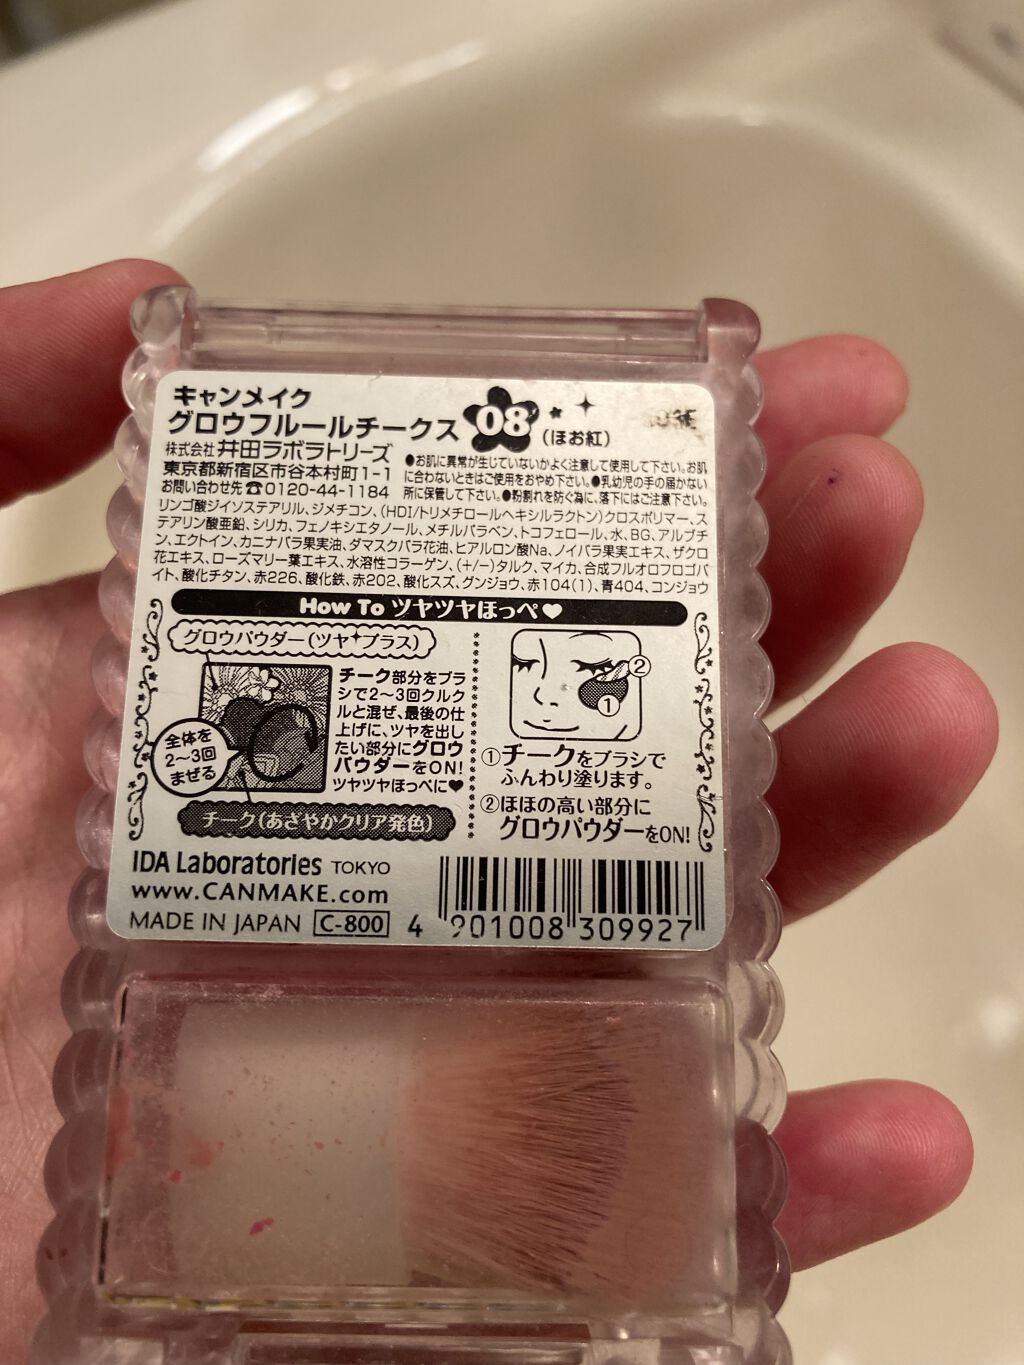 キャンメイク
グロウフルールチークス 08 (ほお紅)
株式会社 井田ラボラトリーズ
東京都新宿区市谷本村町1-1
お問い合わせ先☎0120-44-1184
●お肌に異常が生じていないかよく注意して使用して下さい。お肌
に合わないときはご使用をおやめ下さい。●乳幼児の手の届かない
所に保管して下さい。●粉割れを防ぐ為に、落下にはご注意下さい。
リンゴ酸ジイソステアリル、ジメチコン、(HDI/トリメチロールヘキシルラクトン)クロスポリマー、ス
テアリン酸亜鉛、シリカ、フェノキシエタノール、メチルパラベン、トコフェロール、水、BG、アルブチ
ン、エクトイン、カニナバラ果実油、ダマスクバラ花油、ヒアルロン酸Na、ノイバラ果実エキス、ザクロ
花エキス、ローズマリー葉エキス、水溶性コラーゲン、(+/-)タルク、マイカ、合成フルオロフロゴパ
イト、酸化チタン、赤226、酸化鉄、赤202、酸化スズ、グンジョウ、赤104(1)、青404、コンジョウ
How To ツヤツヤほっぺ♥
グロウパウダー(ツヤ✦プラス)
チーク部分をブラ
シで2〜3回クルク
ルと混ぜ、最後の仕
上げに、ツヤを出し
たい部分にグロウ
パウダーをON!
ツヤツヤほっぺに♥
全体を
2〜3回
まぜる
チーク(あざやかクリア発色)
②
①
①チークをブラシで
ふんわり塗ります。
②ほほの高い部分に
グロウパウダーをON!
IDA Laboratories TOKYO
www.CANMAKE.com
MADE IN JAPAN C-800
4 901008 309927